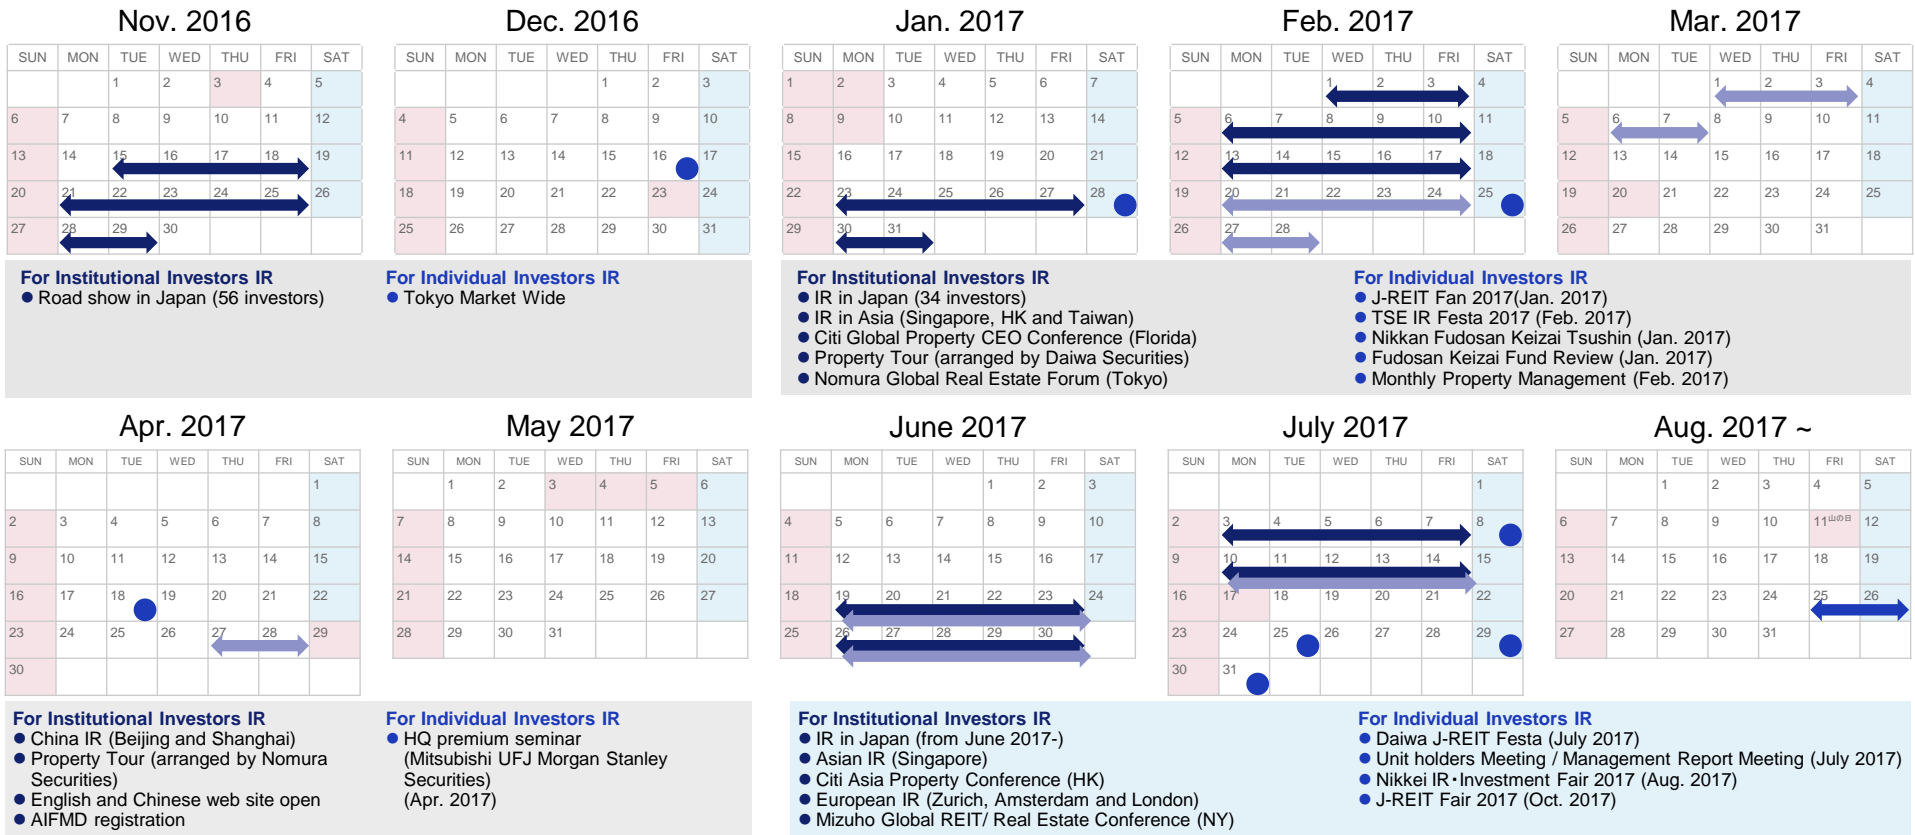 Nov. 2016
SUN MON TUE WED THU FRI SAT
1 2 3 4 5
6 7 8 9 10 11 12
13 14 15 16 17 18 19
20 21 22 23 24 25 26
27 28 29 30
Dec. 2016
SUN MON TUE WED THU FRI SAT
1 2 3
4 5 6 7 8 9 10
11 12 13 14 15 16 17
18 19 20 21 22 23 24
25 26 27 28 29 30 31
Jan. 2017
SUN MON TUE WED THU FRI SAT
1 2 3 4 5 6 7
8 9 10 11 12 13 14
15 16 17 18 19 20 21
22 23 24 25 26 27 28
29 30 31
Feb. 2017
SUN MON TUE WED THU FRI SAT
1 2 3 4
5 6 7 8 9 10 11
12 13 14 15 16 17 18
19 20 21 22 23 24 25
26 27 28
Mar. 2017
SUN MON TUE WED THU FRI SAT
1 2 3 4
5 6 7 8 9 10 11
12 13 14 15 16 17 18
19 20 21 22 23 24 25
26 27 28 29 30 31
For Institutional Investors IR
● Road show in Japan (56 investors)
For Individual Investors IR
● Tokyo Market Wide
For Institutional Investors IR
● IR in Japan (34 investors)
● IR in Asia (Singapore, HK and Taiwan)
● Citi Global Property CEO Conference (Florida)
● Property Tour (arranged by Daiwa Securities)
● Nomura Global Real Estate Forum (Tokyo)
For Individual Investors IR
● J-REIT Fan 2017(Jan. 2017)
● TSE IR Festa 2017 (Feb. 2017)
● Nikkan Fudosan Keizai Tsushin (Jan. 2017)
● Fudosan Keizai Fund Review (Jan. 2017)
● Monthly Property Management (Feb. 2017)
Apr. 2017
SUN MON TUE WED THU FRI SAT
1
2 3 4 5 6 7 8
9 10 11 12 13 14 15
16 17 18 19 20 21 22
23 24 25 26 27 28 29
30
May 2017
SUN MON TUE WED THU FRI SAT
1 2 3 4 5 6
7 8 9 10 11 12 13
14 15 16 17 18 19 20
21 22 23 24 25 26 27
28 29 30 31
June 2017
SUN MON TUE WED THU FRI SAT
1 2 3
4 5 6 7 8 9 10
11 12 13 14 15 16 17
18 19 20 21 22 23 24
25 26 27 28 29 30
July 2017
SUN MON TUE WED THU FRI SAT
1
2 3 4 5 6 7 8
9 10 11 12 13 14 15
16 17 18 19 20 21 22
23 24 25 26 27 28 29
30 31
Aug. 2017 ~
SUN MON TUE WED THU FRI SAT
1 2 3 4 5
6 7 8 9 10 11山の日 12
13 14 15 16 17 18 19
20 21 22 23 24 25 26
27 28 29 30 31
For Institutional Investors IR
● China IR (Beijing and Shanghai)
● Property Tour (arranged by Nomura
Securities)
● English and Chinese web site open
● AIFMD registration
For Individual Investors IR
● HQ premium seminar
(Mitsubishi UFJ Morgan Stanley
Securities)
(Apr. 2017)
For Institutional Investors IR
● IR in Japan (from June 2017-)
● Asian IR (Singapore)
● Citi Asia Property Conference (HK)
● European IR (Zurich, Amsterdam and London)
● Mizuho Global REIT/ Real Estate Conference (NY)
For Individual Investors IR
● Daiwa J-REIT Festa (July 2017)
● Unit holders Meeting / Management Report Meeting (July 2017)
● Nikkei IR・Investment Fair 2017 (Aug. 2017)
● J-REIT Fair 2017 (Oct. 2017)